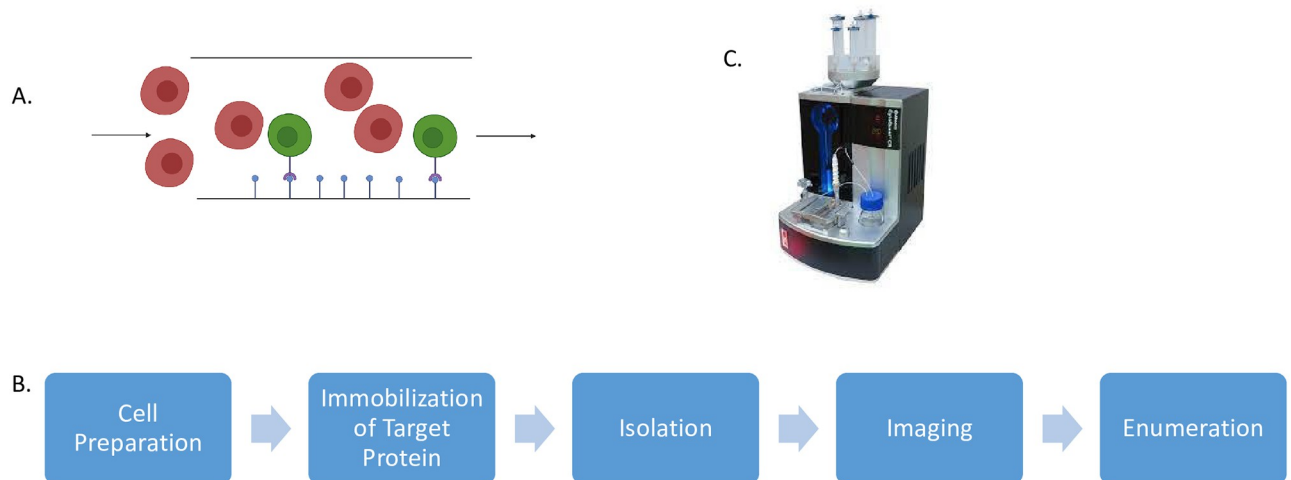 A.
C.
B.
Cell
Preparation
Immobilization
of Target
Protein
Isolation
Imaging
Enumeration